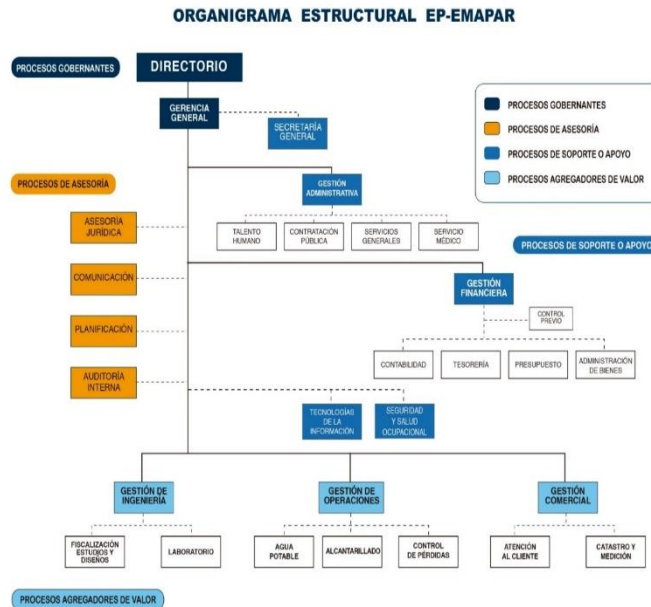 ORGANIGRAMA ESTRUCTURAL EP-EMAPAR
PROCESOS GOBERNANTES
DIRECTORIO
GERENCIA
GENERAL
SECRETARÍA
GENERAL
PROCESOS GOBERNANTES
PROCESOS DE ASESORÍA
PROCESOS DE SOPORTE O APOYO
PROCESOS AGREGADORES DE VALOR
PROCESOS DE ASESORÍA
GESTIÓN
ADMINISTRATIVA
ASESORÍA
JURÍDICA
TALENTO
HUMANO
CONTRATACIÓN
PÚBLICA
SERVICIOS
GENERALES
SERVICIO
MÉDICO
PROCESOS DE SOPORTE O APOYO
COMUNICACIÓN
GESTIÓN
FINANCIERA
CONTROL
PREVIO
PLANIFICACIÓN
CONTABILIDAD
TESORERÍA
PRESUPUESTO
ADMINISTRACIÓN
DE BIENES
AUDITORÍA
INTERNA
TECNOLOGÍAS
DE LA
INFORMACIÓN
SEGURIDAD
Y SALUD
OCUPACIONAL
GESTIÓN DE
INGENIERÍA
GESTIÓN DE
OPERACIONES
GESTIÓN
COMERCIAL
FISCALIZACIÓN
ESTUDIOS Y
DISEÑOS
LABORATORIO
AGUA
POTABLE
ALCANTARILLADO
CONTROL
DE PÉRDIDAS
ATENCIÓN
AL CLIENTE
CATASTRO Y
MEDICIÓN
PROCESOS AGREGADORES DE VALOR